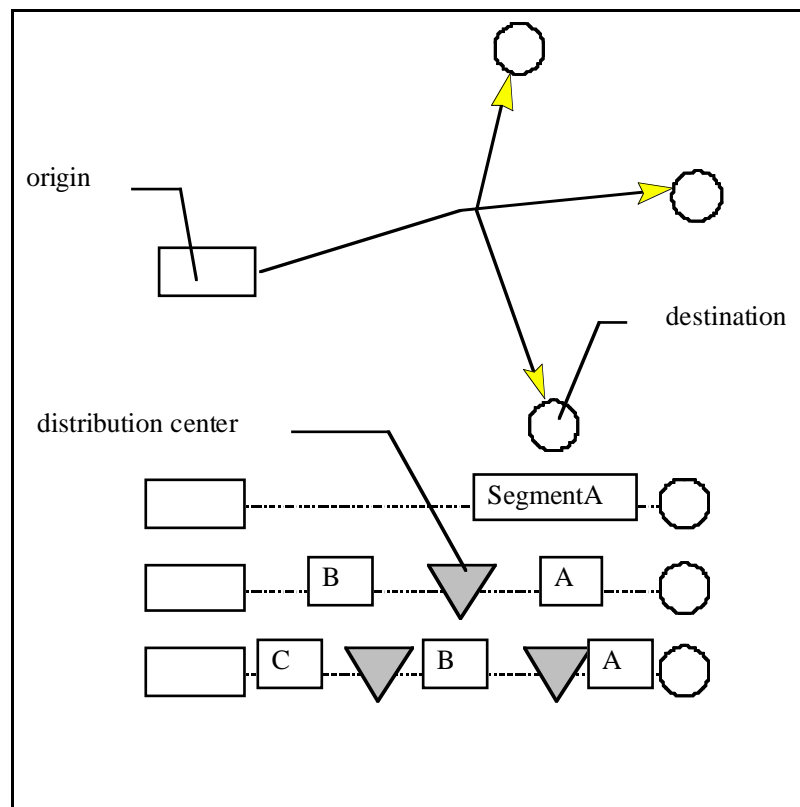 origin
destination
distribution center
SegmentA
B A
C B A